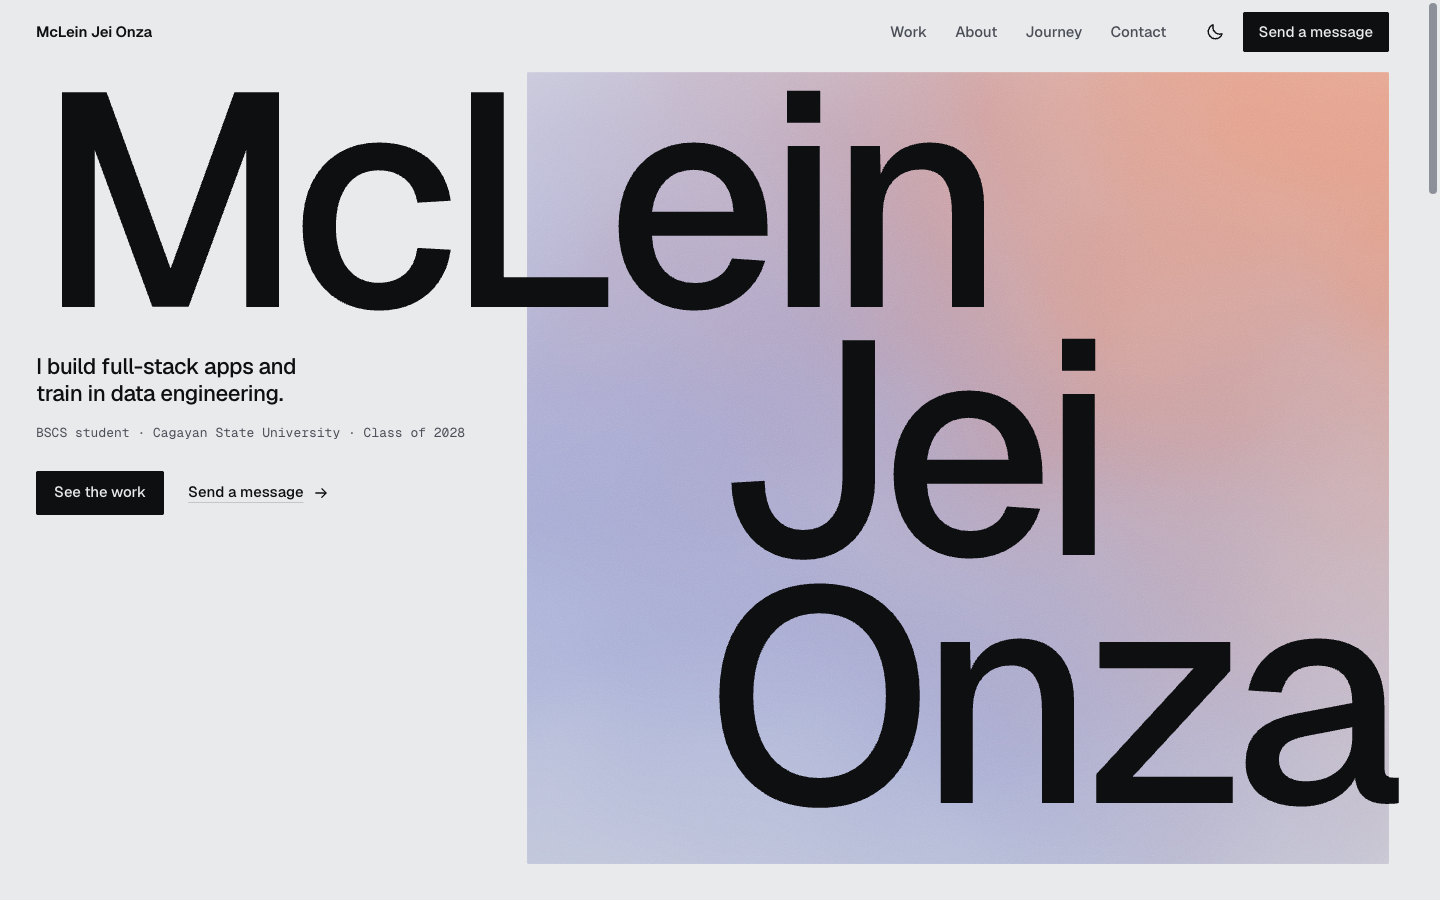 McLein Jei Onza
Work
About
Journey
Contact
Send a message
McLein
Jei
Onza
I build full-stack apps and
train in data engineering.
BSCS student · Cagayan State University · Class of 2028
See the work
Send a message →